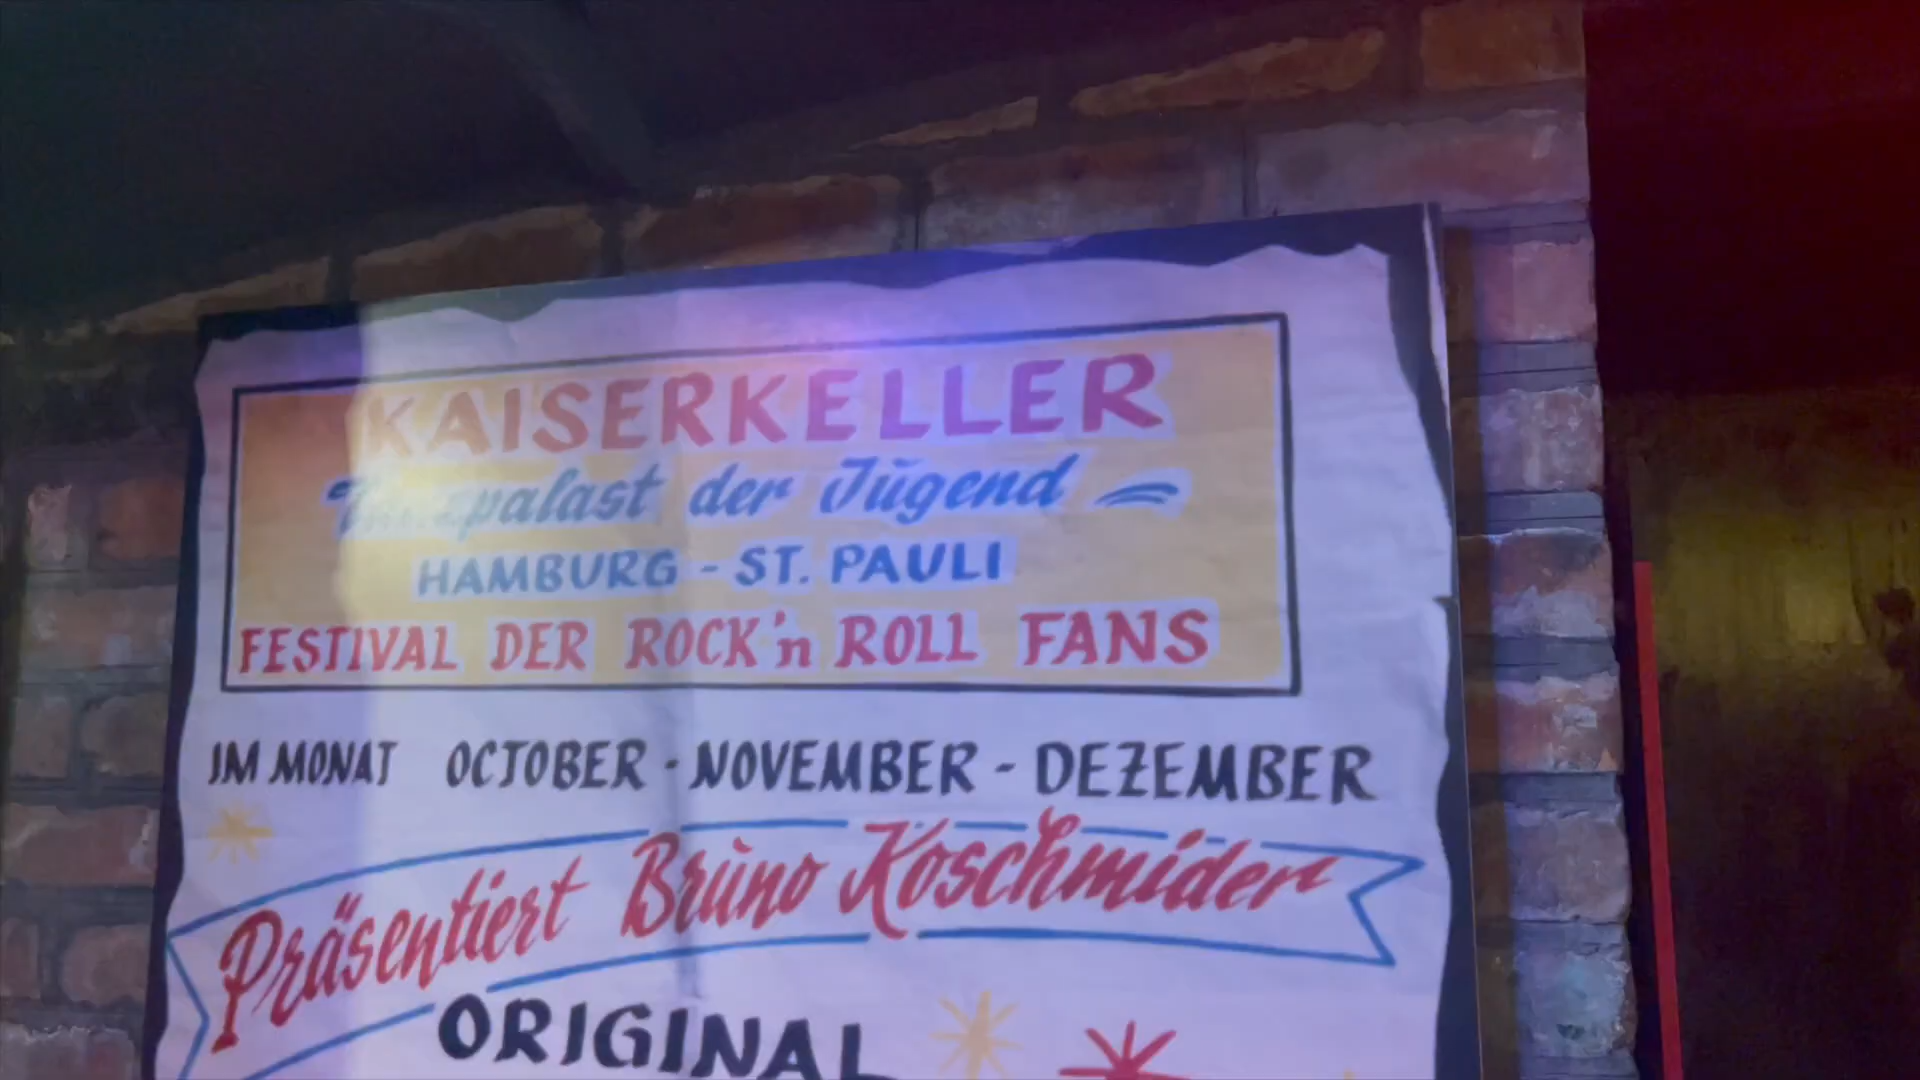 KAISERKELLER
Tanzpalast der Jugend
HAMBURG - ST. PAULI
FESTIVAL DER ROCK'n ROLL FANS
IM MONAT OCTOBER - NOVEMBER - DEZEMBER
Präsentiert Bruno Koschmider
ORIGINAL